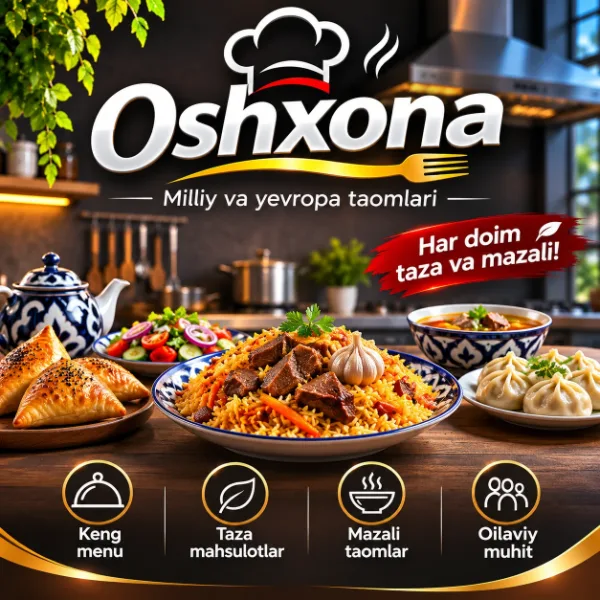 Oshxona
Milliy va yevropa taomlari
Har doim
taza va mazali!
Keng
menu
Taza
mahsulotlar
Mazali
taomlar
Oilaviy
muhit